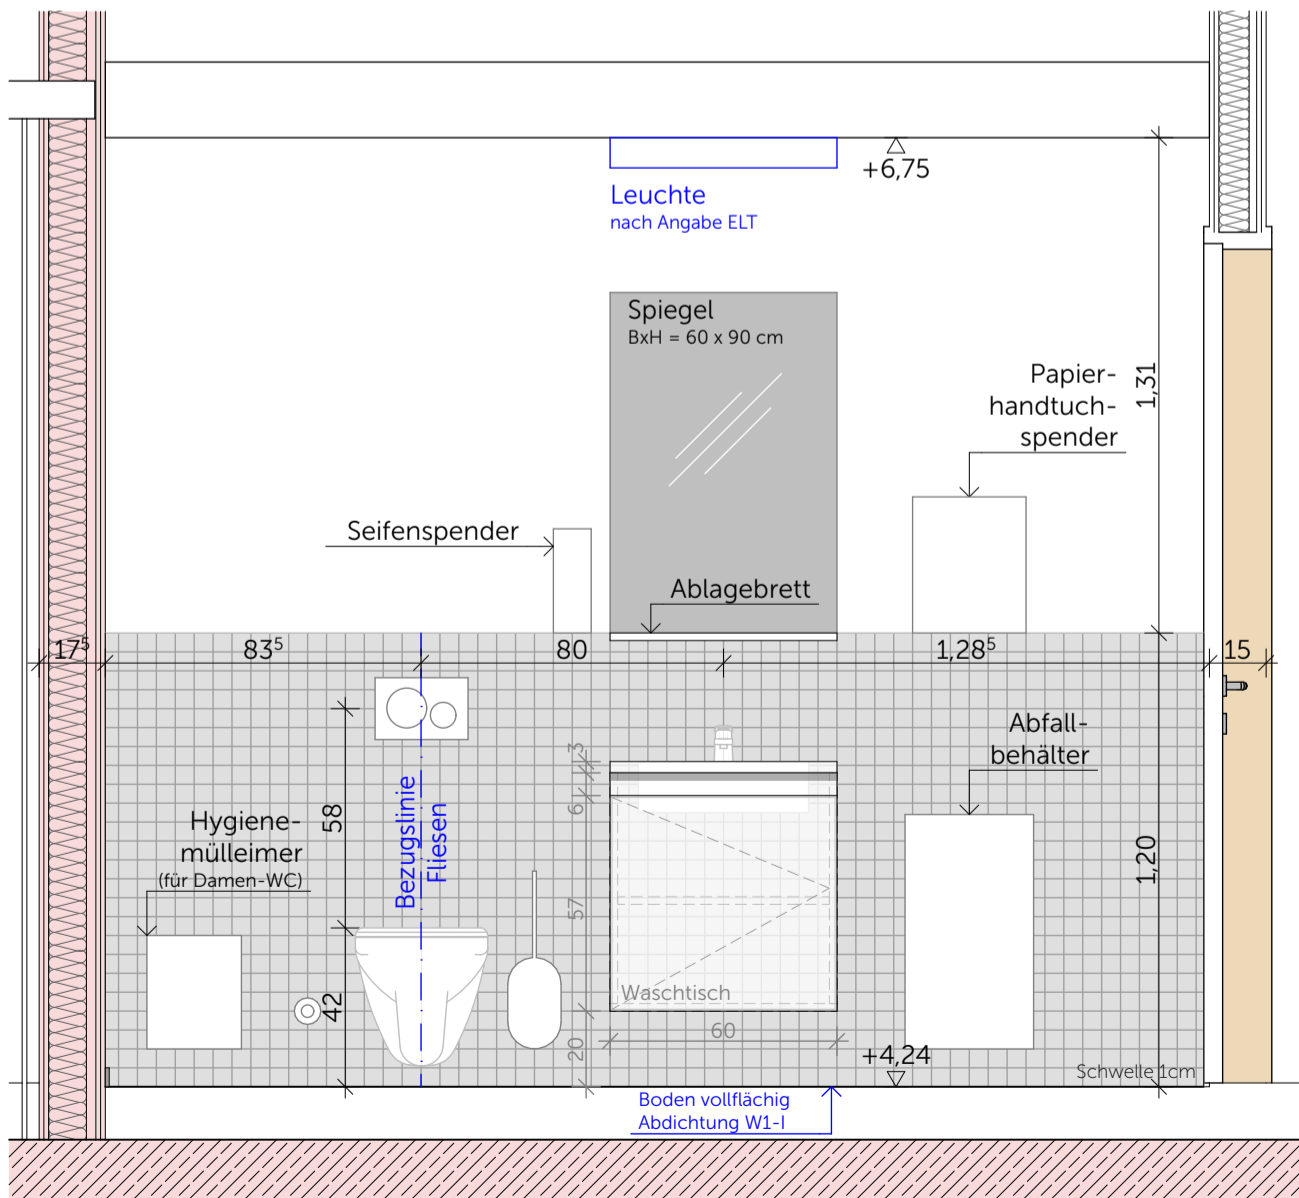 +6,75
Leuchte
nach Angabe ELT
Spiegel
BxH = 60 x 90 cm
Papier-
handtuch-
spender
1,31
Seifenspender
Ablagebrett
17⁵
83⁵
80
1,28⁵
15
Abfall-
behälter
3
6
57
20
58
42
Bezugslinie
Fliesen
Hygiene-
mülleimer
(für Damen-WC)
1,20
Waschtisch
60
+4,24
Schwelle 1cm
Boden vollflächig
Abdichtung W1-I